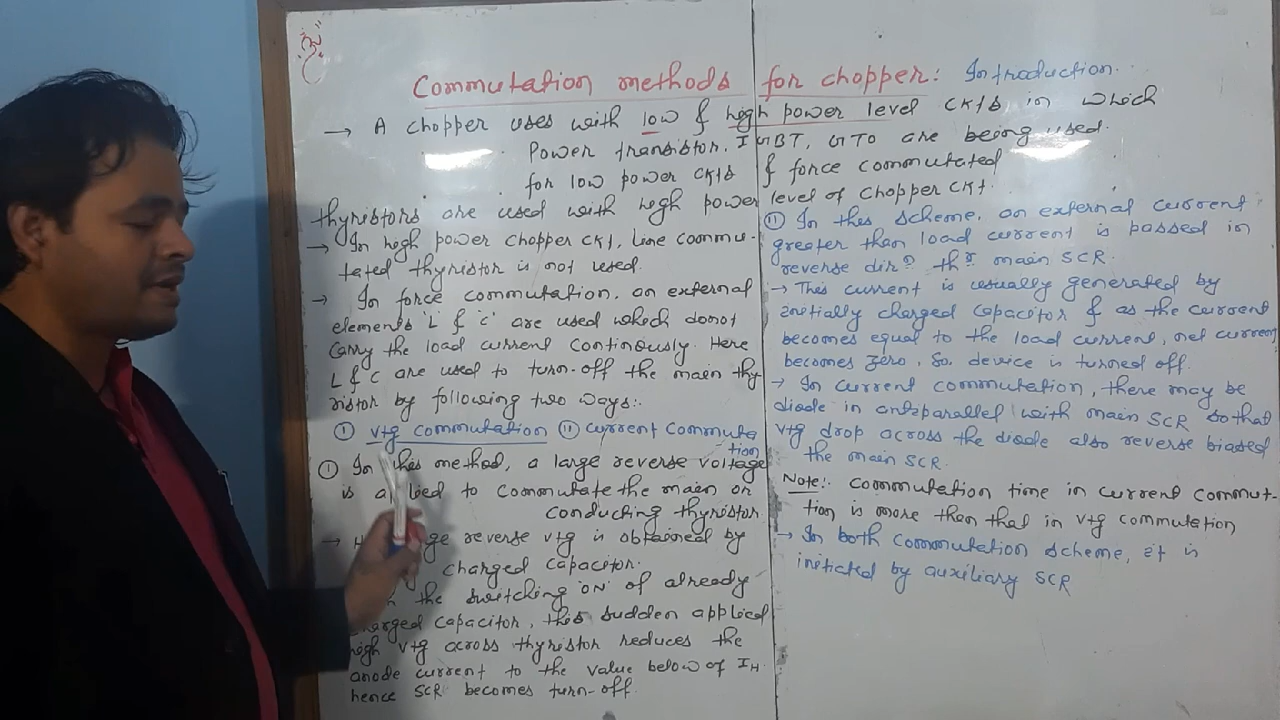 Commutation methods for chopper: Introduction.
→ A chopper uses with low & high power level CKts in which
Power transistor, IGBT, GTO are being used.
for low power CKts & force commutated
thyristors are used with high power level of chopper CKt.
→ In high power chopper CKt, Line commu-
tated thyristor is not used.
→ In force commutation, an external
elements 'L' & 'C' are used which donot
Carry the load current continously. Here
L & C are used to turn-off the main thy-
ristor by following two ways:-
① vtg commutation ⑪ current commuta
tion
① In this method, a large reverse voltage
is a lied to commutate the main or
conducting thyristor.
→ ge reverse vtg is obtained by
charged capacitor.
the switching 'ON' of already
harged capacitor, this sudden applied
high vtg across thyristor reduces the
anode current to the value below of IH
hence SCR becomes turn-off.
⑪ In this scheme, an external current
greater than load current is passed in
reverse dirn thr main SCR.
→ This current is usually generated by
initially charged capacitor & as the current
becomes equal to the load current, net current
becomes zero, So, device is turned off.
→ In current commutation, there may be
diode in antiparallel with main SCR so that
vtg drop across the diode also reverse biased
the main SCR.
Note:- Commutation time in current commut-
tion is more than that in vtg commutation
→ In both commutation scheme, it is
initiated by auxiliary SCR